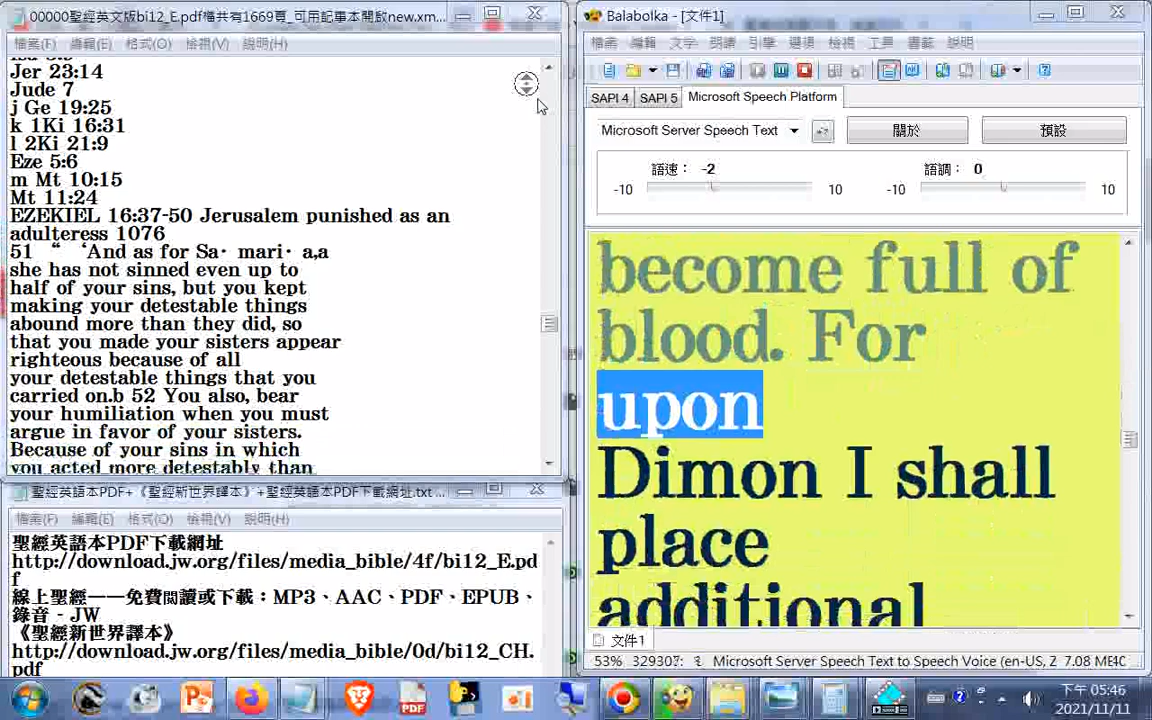 00000聖經英文版bi12_E.pdf檔共有1669頁_可用記事本開啟new.xm...
檔案(F) 編輯(E) 格式(O) 檢視(V) 說明(H)
Jer 23:14
Jude 7
j Ge 19:25
k 1Ki 16:31
l 2Ki 21:9
Eze 5:6
m Mt 10:15
Mt 11:24
EZEKIEL 16:37-50 Jerusalem punished as an
adulteress 1076
51 “ ‘And as for Sa· mari· a,a
she has not sinned even up to
half of your sins, but you kept
making your detestable things
abound more than they did, so
that you made your sisters appear
righteous because of all
your detestable things that you
carried on.b 52 You also, bear
your humiliation when you must
argue in favor of your sisters.
Because of your sins in which
you acted more detestably than
聖經英語本PDF+《聖經新世界譯本》+聖經英語本PDF下載網址.txt ...
檔案(F) 編輯(E) 格式(O) 檢視(V) 說明(H)
聖經英語本PDF下載網址
http://download.jw.org/files/media_bible/4f/bi12_E.pd
f
線上聖經——免費閱讀或下載：MP3、AAC、PDF、EPUB、
錄音 - JW
《聖經新世界譯本》
http://download.jw.org/files/media_bible/0d/bi12_CH.
pdf
Balabolka - [文件1]
檔案 編輯 文字 朗讀 引擎 選項 檢視 工具 書籤 說明
SAPI 4 SAPI 5 Microsoft Speech Platform
Microsoft Server Speech Text 關於 預設
語速： -2 語調： 0
-10 10 -10 10
become full of
blood. For
upon
Dimon I shall
place
additional
文件1
53% Microsoft Server Speech Text to Speech Voice (en-US, Z 7.08 МБ
下午 05:46
2021/11/11